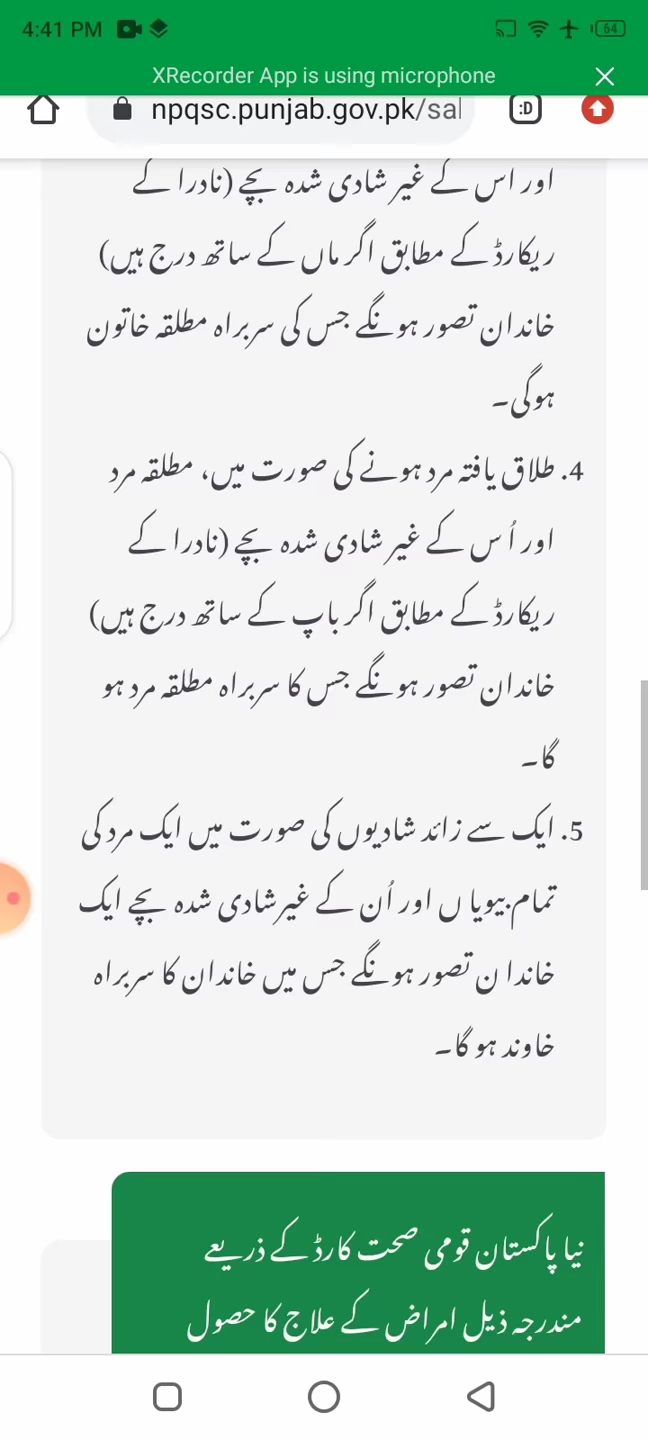 4:41 PM
64
XRecorder App is using microphone
npqsc.punjab.gov.pk/sal
:D
اور اس کے غیر شادی شدہ بچے (نادرا کے
ریکارڈ کے مطابق اگر ماں کے ساتھ درج ہیں)
خاندان تصور ہونگے جس کی سربراہ مطلقہ خاتون
ہوگی۔
4. طلاق یافتہ مرد ہونے کی صورت میں، مطلقہ مرد
اور اُ س کے غیر شادی شدہ بچے (نادرا کے
ریکارڈ کے مطابق اگر باپ کے ساتھ درج ہیں)
خاندان تصور ہونگے جس کا سربراہ مطلقہ مرد ہو
گا۔
5. ایک سے زائد شادیوں کی صورت میں ایک مرد کی
تمام بیویا ں اور اُن کے غیرشادی شدہ بچے ایک
خاندا ن تصور ہونگے جس میں خاندان کا سربراہ
خاوند ہو گا۔
نیا پاکستان قومی صحت کارڈ کے ذریعے
مندرجہ ذیل امراض کے علاج کا حصول